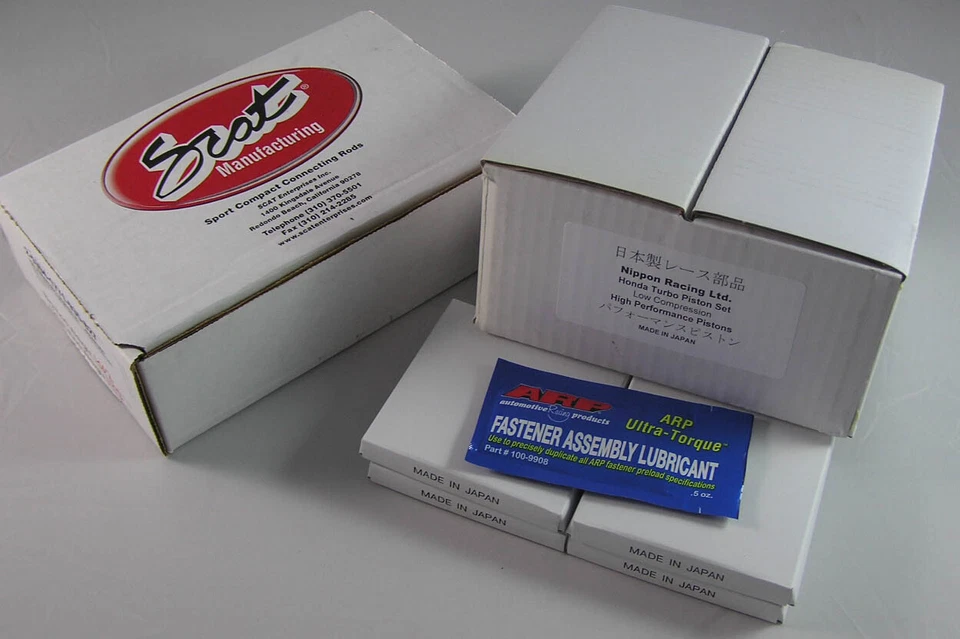 Scat®
Manufacturing
Sport Compact Connecting Rods
SCAT Enterprises Inc.
1400 Kingsdale Avenue
Redondo Beach, California 90278
Telephone (310) 370-5501
Fax (310) 214-2285
www.scatenterprises.com
日本製レース部品
Nippon Racing Ltd.
Honda Turbo Piston Set
Low Compression
High Performance Pistons
パフォーマンスピストン
MADE IN JAPAN
ARP
automotive Racing products
ARP
Ultra-Torque™
FASTENER ASSEMBLY LUBRICANT
Use to precisely duplicate all ARP fastener preload specifications
Part # 100-9908
.5 oz.
MADE IN JAPAN
MADE IN JAPAN
MADE IN JAPAN
MADE IN JAPAN